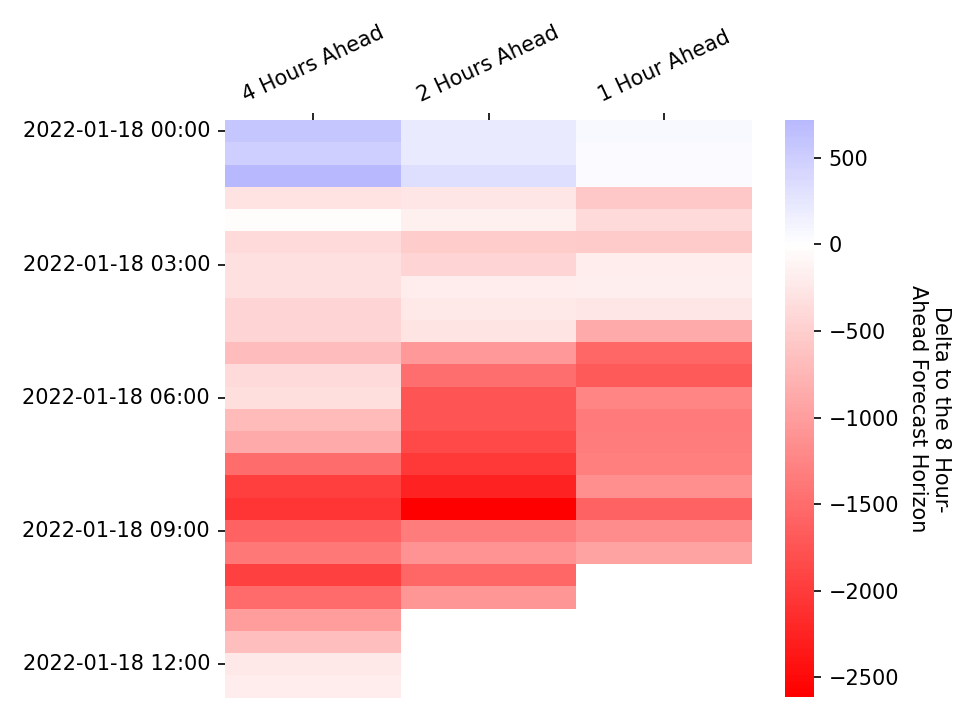 4 Hours Ahead
2 Hours Ahead
1 Hour Ahead
2022-01-18 00:00
2022-01-18 03:00
2022-01-18 06:00
2022-01-18 09:00
2022-01-18 12:00
500
0
−500
−1000
−1500
−2000
−2500
Delta to the 8 Hour-
Ahead Forecast Horizon